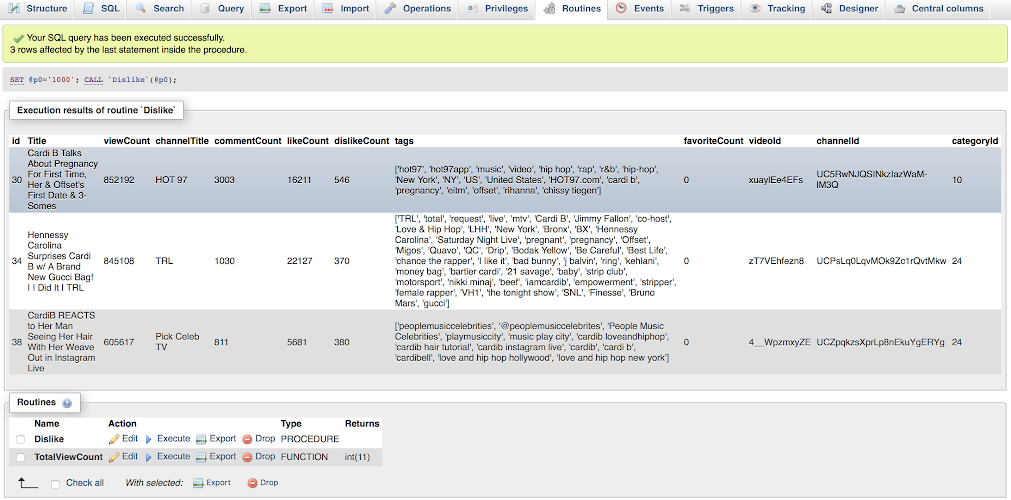 Structure SQL Search Query Export Import Operations Privileges Routines Events Triggers Tracking Designer Central columns
Your SQL query has been executed successfully.
3 rows affected by the last statement inside the procedure.
SET @p0='1000'; CALL `Dislike`(@p0);
Execution results of routine `Dislike`
id Title viewCount channelTitle commentCount likeCount dislikeCount tags favoriteCount videoId channelId categoryId
Cardi B Talks
About Pregnancy
For First Time,
Her & Offset's
First Date & 3-
Somes
30 852192 HOT 97 3003 16211 546
['hot97', 'hot97app', 'music', 'video', 'hip hop', 'rap', 'r&b', 'hip-hop',
'New York', 'NY', 'US', 'United States', 'HOT97.com', 'cardi b',
'pregnancy', 'eitm', 'offset', 'rihanna', 'chissy tiegen']
0 xuayIEe4EFs
UC5RwNJQSINkzlazWaM-
lM3Q
10
Hennessy
Carolina
Surprises Cardi
B w/ A Brand
New Gucci Bag!
I I Did It I TRL
34 845108 TRL 1030 22127 370
['TRL', 'total', 'request', 'live', 'mtv', 'Cardi B', 'Jimmy Fallon', 'co-host',
'Love & Hip Hop', 'LHH', 'New York', 'Bronx', 'BX', 'Hennessy
Carolina', 'Saturday Night Live', 'pregnant', 'pregnancy', 'Offset',
'Migos', 'Quavo', 'QC', 'Drip', 'Bodak Yellow', 'Be Careful', 'Best Life',
'chance the rapper', 'I like it', 'bad bunny', 'j balvin', 'ring', 'kehlani',
'money bag', 'bartier cardi', '21 savage', 'baby', 'strip club',
'motorsport', 'nikki minaj', 'beef', 'iamcardib', 'empowerment', 'stripper',
'female rapper', 'VH1', 'the tonight show', 'SNL', 'Finesse', 'Bruno
Mars', 'gucci']
0 zT7VEhfezn8 UCPsLq0LqvMOk9Zc1rQvtMkw 24
CardiB REACTS
to Her Man
Seeing Her Hair
With Her Weave
Out in Instagram
Live
38 605617
Pick Celeb
TV
811 5681 380
['peoplemusiccelebrities', '@peoplemusiccelebrites', 'People Music
Celebrities', 'playmusiccity', 'music play city', 'cardib loveandhiphop',
'cardib hair tutorial', 'cardib instagram live', 'cardib', 'cardi b',
'cardibell', 'love and hip hop hollywood', 'love and hip hop new york']
0 4__WpzmxyZE UCZpqkzsXprLp8nEkuYgERYg 24
Routines
Name Action Type Returns
Dislike Edit Execute Export Drop PROCEDURE
TotalViewCount Edit Execute Export Drop FUNCTION int(11)
Check all With selected: Export Drop